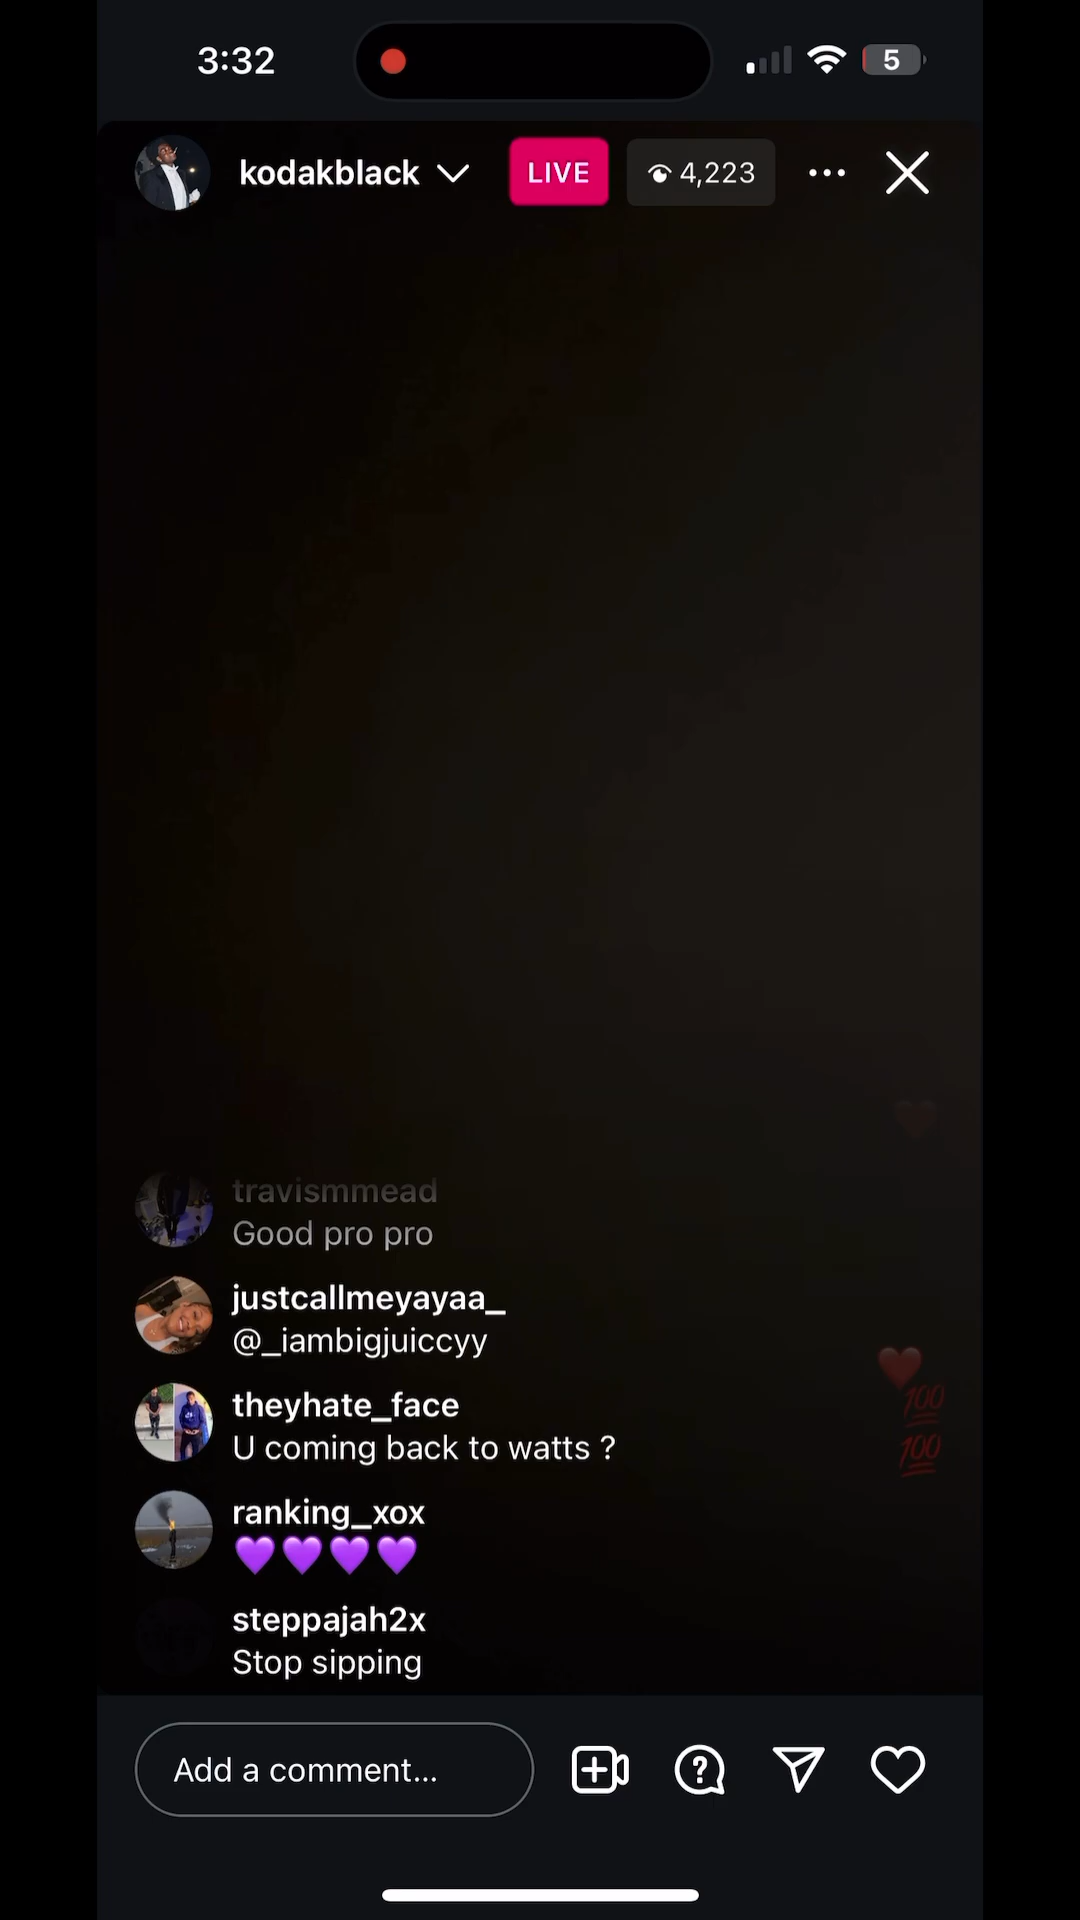 3:32
5
kodakblack
LIVE
4,223
travismmead
Good pro pro
justcallmeyayaa_
@_iambigjuiccyy
theyhate_face
U coming back to watts ?
ranking_xox
💜💜💜💜
steppajah2x
Stop sipping
💯
💯
Add a comment...